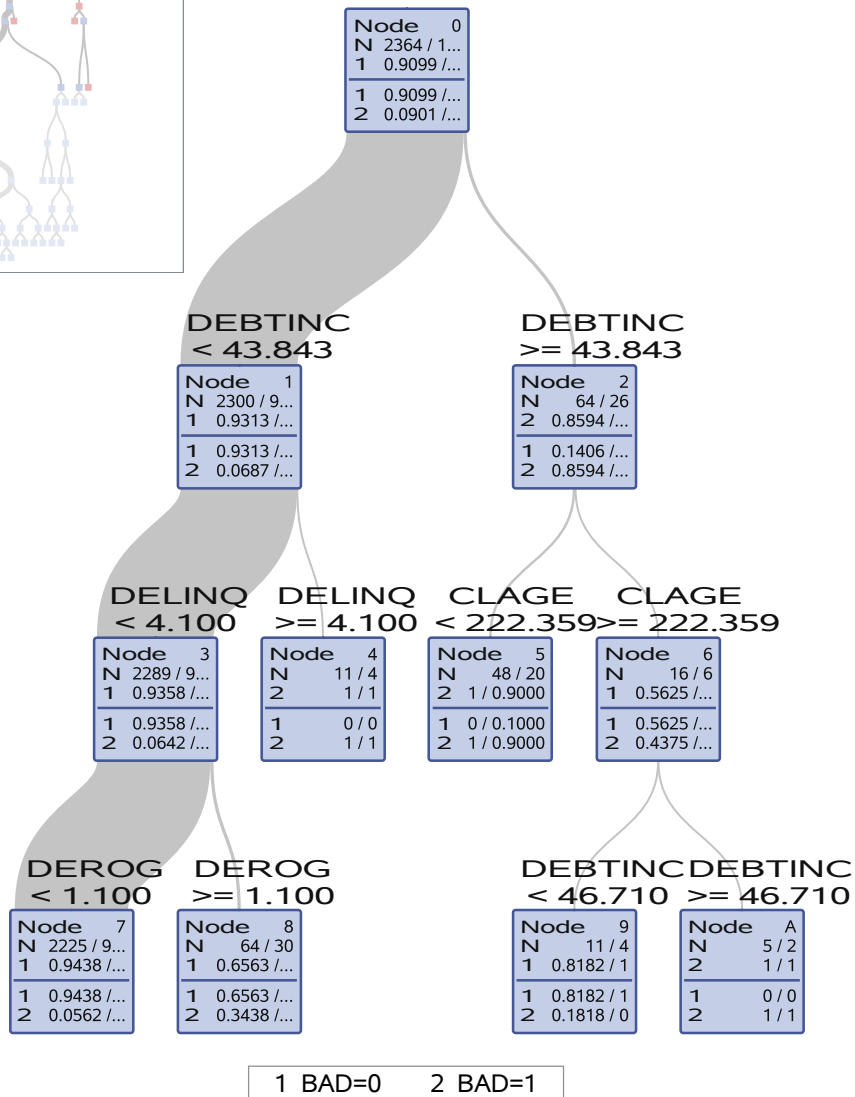 Node 0
N 2364 / 1...
1 0.9099 /...
1 0.9099 /...
2 0.0901 /...
DEBTINC
< 43.843
DEBTINC
>= 43.843
Node 1
N 2300 / 9...
1 0.9313 /...
1 0.9313 /...
2 0.0687 /...
Node 2
N 64 / 26
2 0.8594 /...
1 0.1406 /...
2 0.8594 /...
DELINQ
< 4.100
DELINQ
>= 4.100
CLAGE
< 222.359
CLAGE
>= 222.359
Node 3
N 2289 / 9...
1 0.9358 /...
1 0.9358 /...
2 0.0642 /...
Node 4
N 11 / 4
2 1 / 1
1 0 / 0
2 1 / 1
Node 5
N 48 / 20
2 1 / 0.9000
1 0 / 0.1000
2 1 / 0.9000
Node 6
N 16 / 6
1 0.5625 /...
1 0.5625 /...
2 0.4375 /...
DEROG
< 1.100
DEROG
>= 1.100
DEBTINC
< 46.710
DEBTINC
>= 46.710
Node 7
N 2225 / 9...
1 0.9438 /...
1 0.9438 /...
2 0.0562 /...
Node 8
N 64 / 30
1 0.6563 /...
1 0.6563 /...
2 0.3438 /...
Node 9
N 11 / 4
1 0.8182 / 1
1 0.8182 / 1
2 0.1818 / 0
Node A
N 5 / 2
2 1 / 1
1 0 / 0
2 1 / 1
1 BAD=0 2 BAD=1